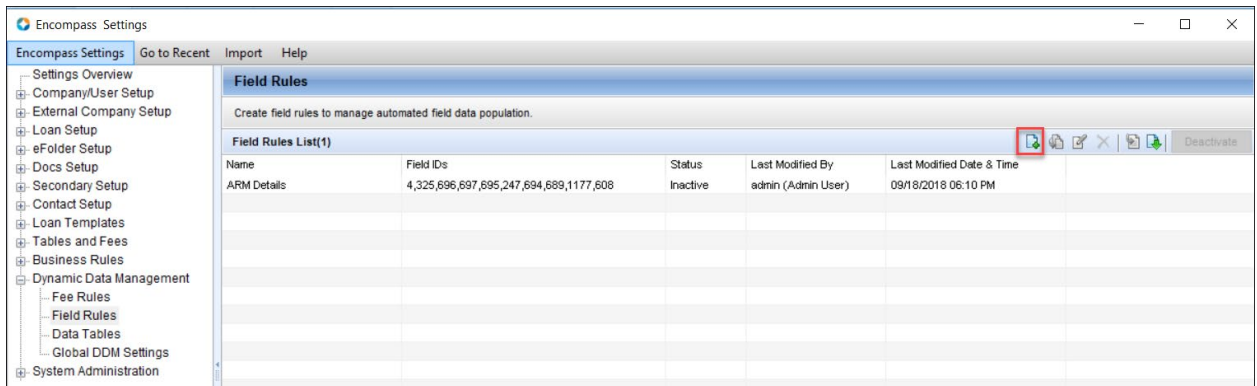 Encompass Settings
Encompass Settings Go to Recent Import Help
Settings Overview
Company/User Setup
External Company Setup
Loan Setup
eFolder Setup
Docs Setup
Secondary Setup
Contact Setup
Loan Templates
Tables and Fees
Business Rules
Dynamic Data Management
Fee Rules
Field Rules
Data Tables
Global DDM Settings
System Administration
Field Rules
Create field rules to manage automated field data population.
Field Rules List(1) Deactivate
Name Field IDs Status Last Modified By Last Modified Date & Time
ARM Details 4,325,696,697,695,247,694,689,1177,608 Inactive admin (Admin User) 09/18/2018 06:10 PM